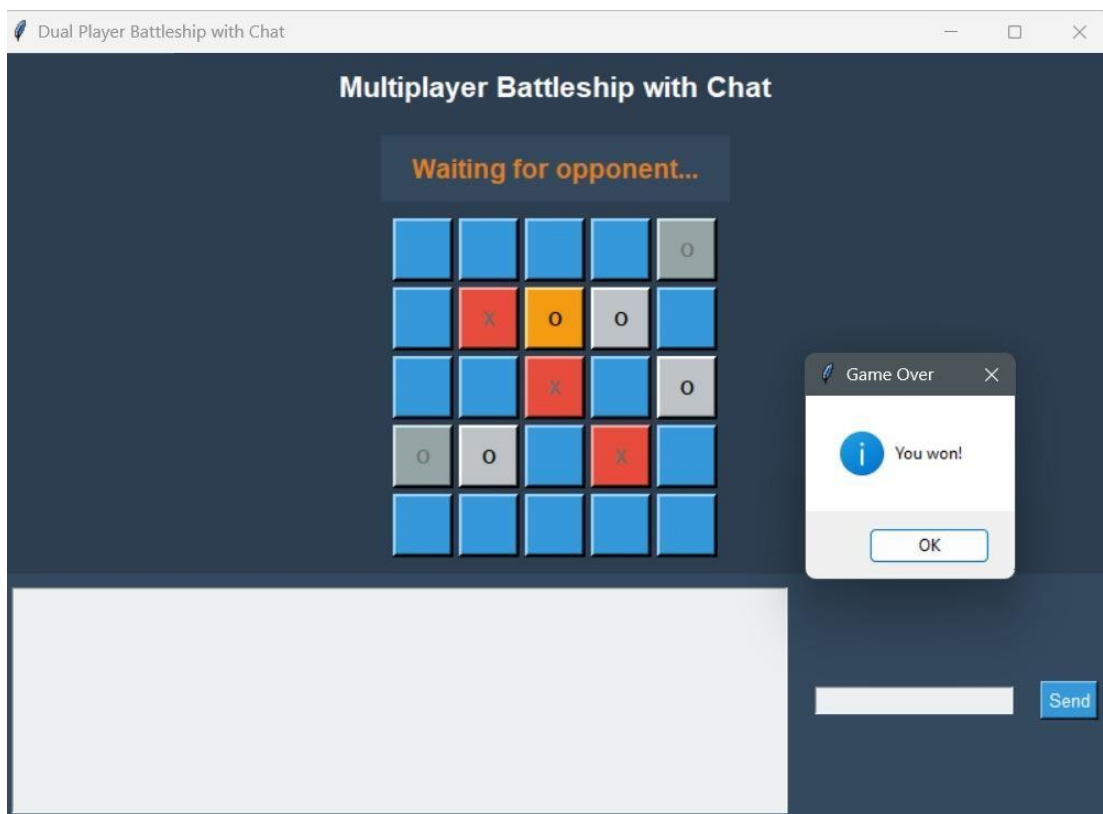 Dual Player Battleship with Chat
Multiplayer Battleship with Chat
Waiting for opponent...
O
X O O
X O
O O X
Game Over
You won!
OK
Send